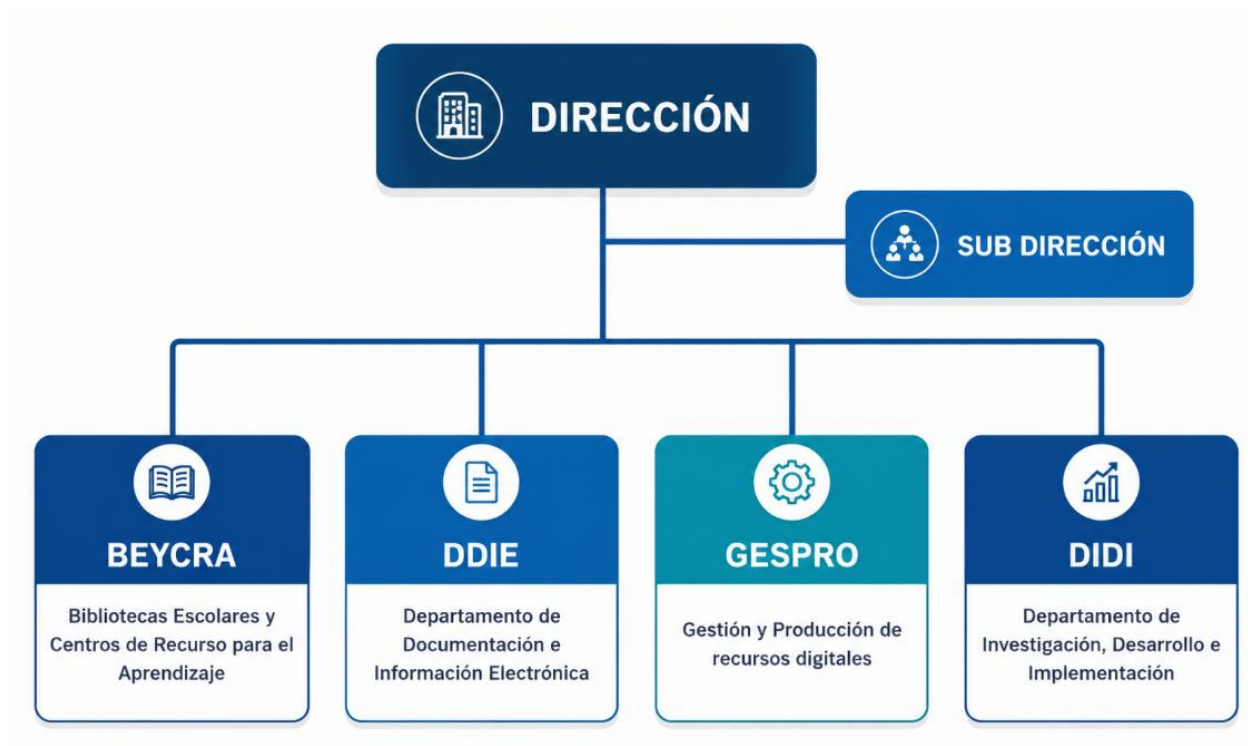 DIRECCIÓN
SUB DIRECCIÓN
BEYCRA
Bibliotecas Escolares y
Centros de Recurso para el
Aprendizaje
DDIE
Departamento de
Documentación e
Información Electrónica
GESPRO
Gestión y Producción de
recursos digitales
DIDI
Departamento de
Investigación, Desarrollo e
Implementación